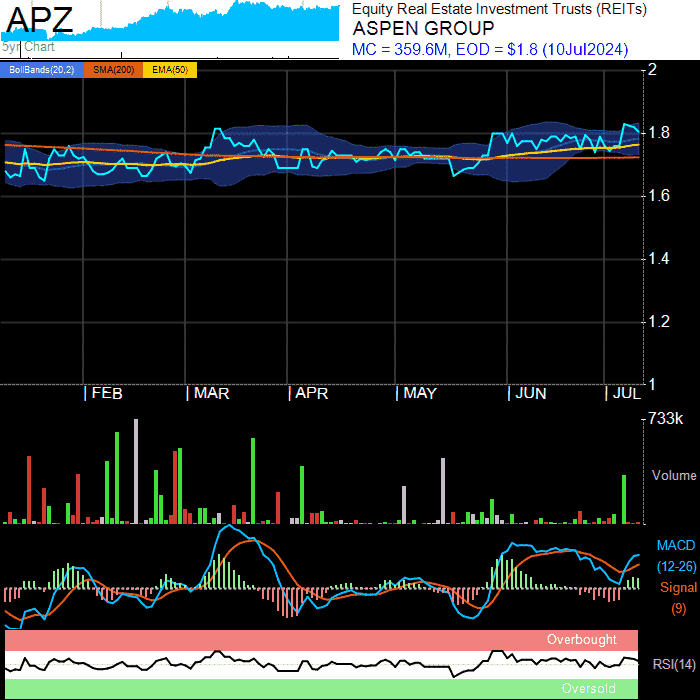 APZ
5yr Chart
Equity Real Estate Investment Trusts (REITs)
ASPEN GROUP
MC = 359.6M, EOD = $1.8 (10Jul2024)
BollBands(20,2) SMA(200) EMA(50)
2
1.8
1.6
1.4
1.2
1
FEB MAR APR MAY JUN JUL
733k
Volume
MACD
(12-26)
Signal
(9)
Overbought
RSI(14)
Oversold